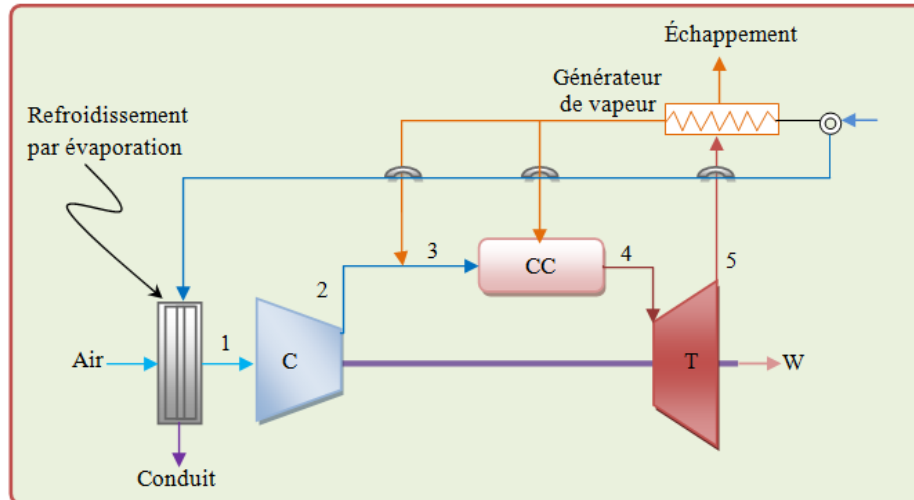 Échappement
Générateur
de vapeur
Refroidissement
par évaporation
3
CC
4
5
2
Air
1
C
T
W
Conduit